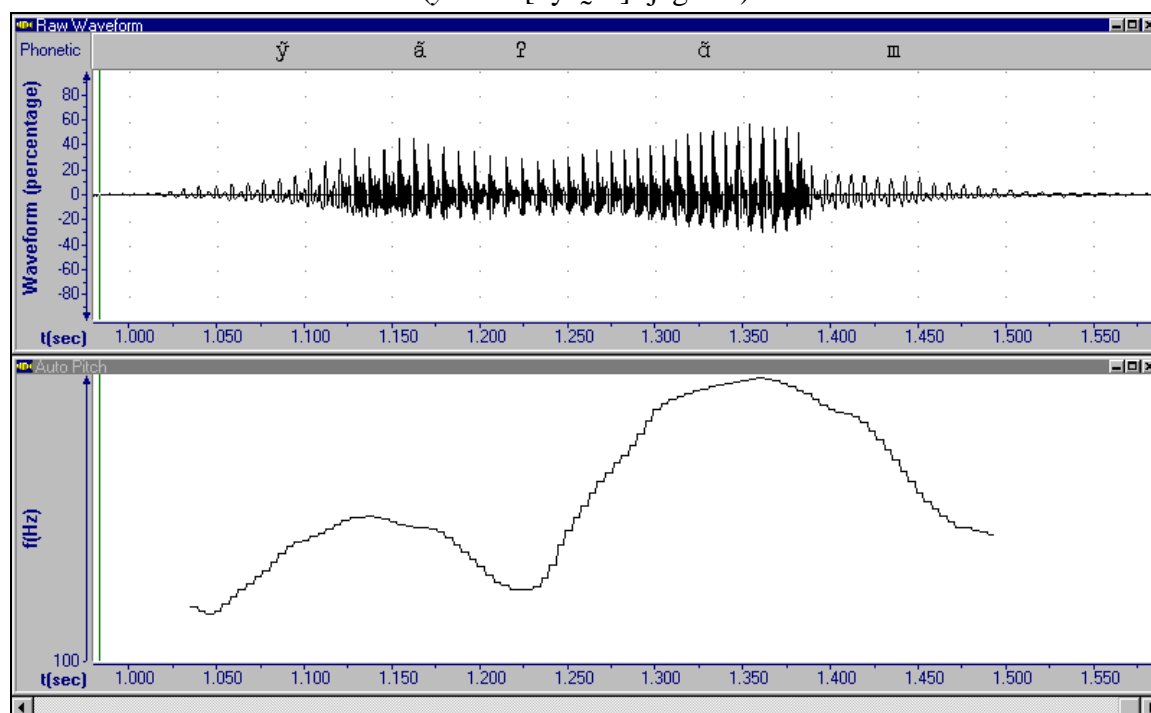 Raw Waveform
Phonetic ỹ ã ʔ ɑ̃ m
Waveform (percentage)
80
60
40
20
0
-20
-40
-60
-80
t(sec) 1.000 1.050 1.100 1.150 1.200 1.250 1.300 1.350 1.400 1.450 1.500 1.550
Auto Pitch
f(Hz)
100
t(sec) 1.000 1.050 1.100 1.150 1.200 1.250 1.300 1.350 1.400 1.450 1.500 1.550